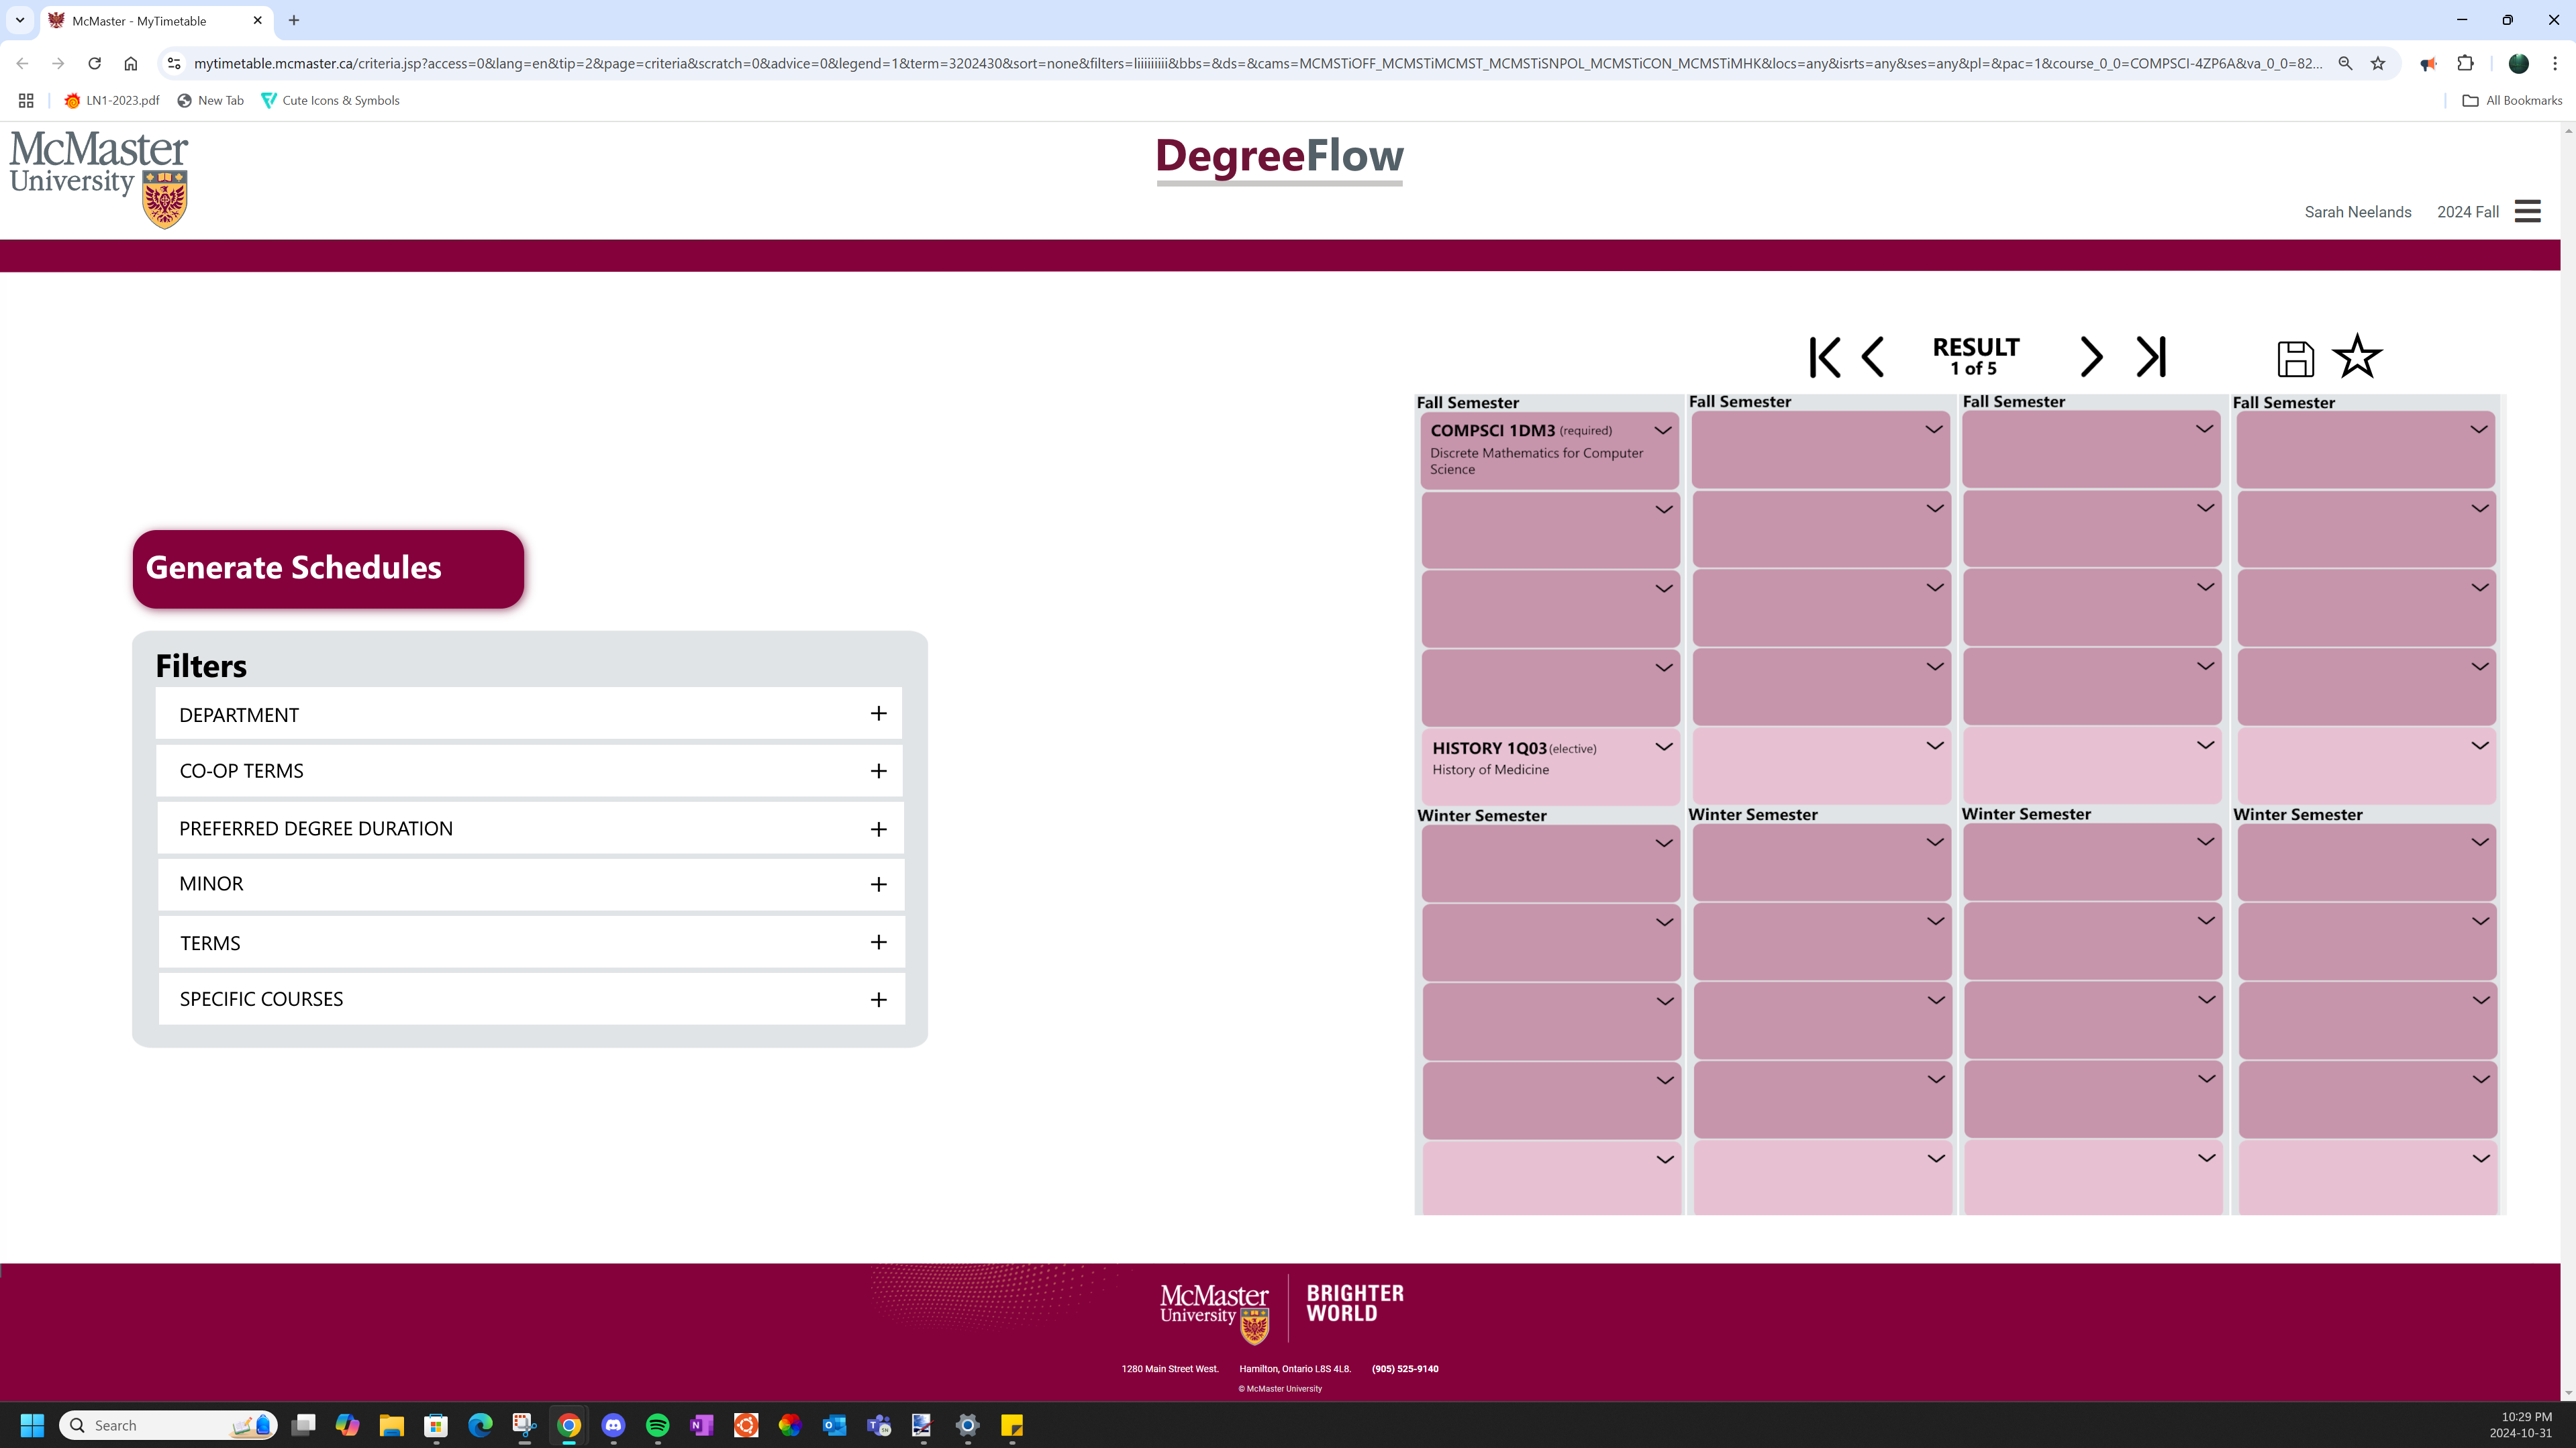 McMaster - MyTimetable
mytimetable.mcmaster.ca/criteria.jsp?access=0&lang=en&tip=2&page=criteria&scratch=0&advice=0&legend=1&term=3202430&sort=none&filters=liiiiiiiii&bbs=&ds=&cams=MCMSTiOFF_MCMSTiMCMST_MCMSTiSNPOL_MCMSTiCON_MCMSTiMHK&locs=any&isrts=any&ses=any&pl=&pac=1&course_0_0=COMPSCI-4ZP6A&va_0_0=82...
LN1-2023.pdf New Tab Cute Icons & Symbols All Bookmarks
McMaster
University
DegreeFlow
Sarah Neelands 2024 Fall
RESULT
1 of 5
Fall Semester Fall Semester Fall Semester Fall Semester
COMPSCI 1DM3 (required)
Discrete Mathematics for Computer
Science
HISTORY 1Q03 (elective)
History of Medicine
Winter Semester Winter Semester Winter Semester Winter Semester
Generate Schedules
Filters
DEPARTMENT
CO-OP TERMS
PREFERRED DEGREE DURATION
MINOR
TERMS
SPECIFIC COURSES
McMaster
University
BRIGHTER
WORLD
1280 Main Street West. Hamilton, Ontario L8S 4L8. (905) 525-9140
© McMaster University
Search
10:29 PM
2024-10-31